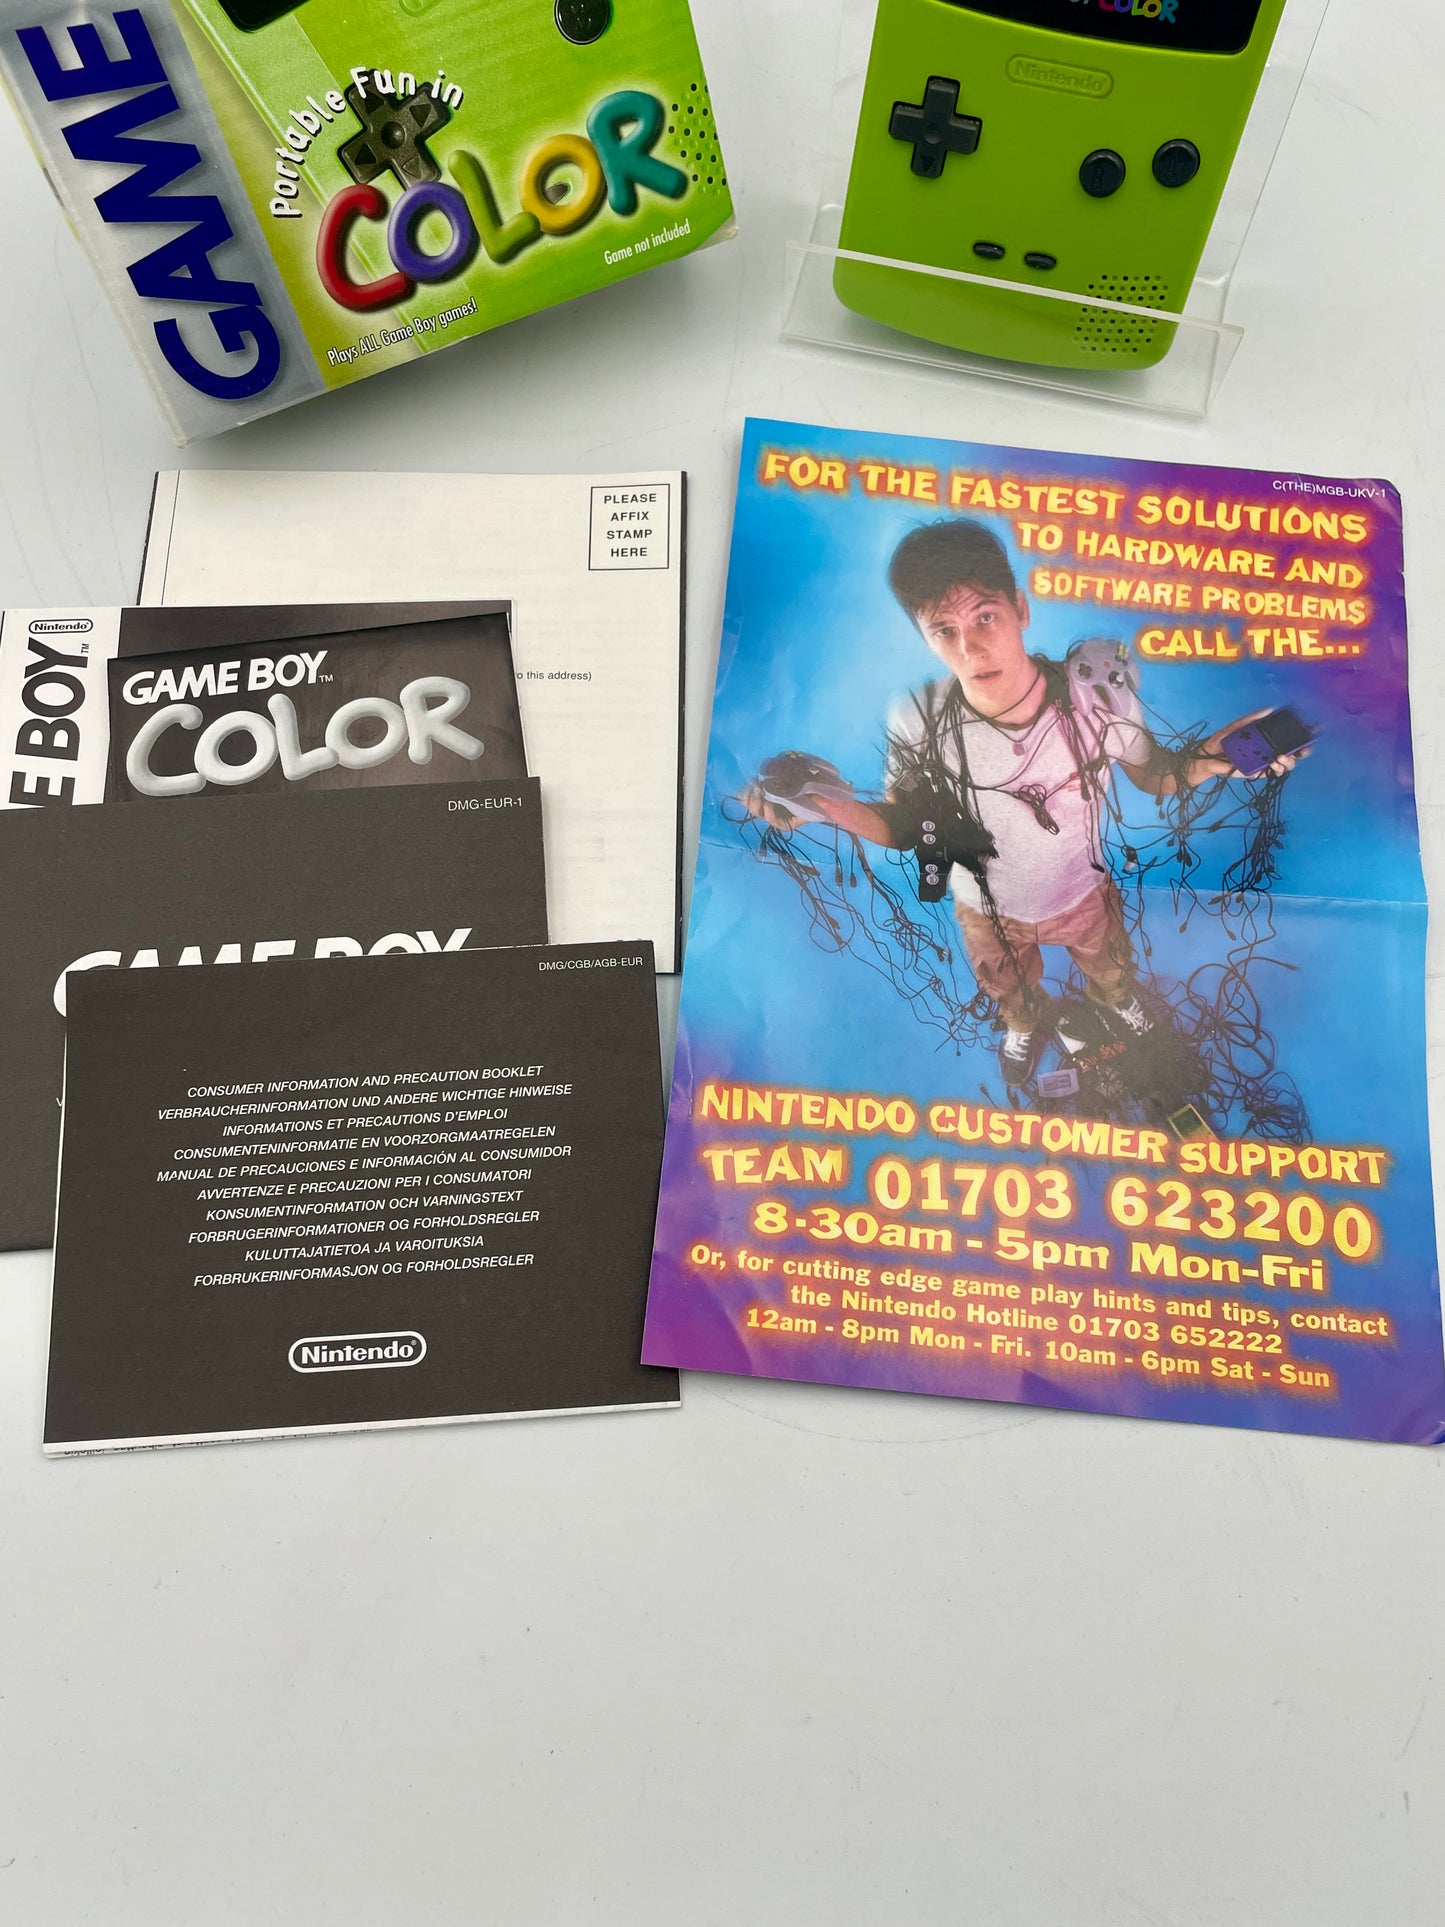 GAME
Portable Fun in
COLOR
Game not included
Plays ALL Game Boy games!
COLOR
Nintendo
B
A
PLEASE
AFFIX
STAMP
HERE
o this address)
Nintendo®
E BOY™
GAME BOY™
COLOR
DMG-EUR-1
GAME BOY
DMG/CGB/AGB-EUR
CONSUMER INFORMATION AND PRECAUTION BOOKLET
VERBRAUCHERINFORMATION UND ANDERE WICHTIGE HINWEISE
INFORMATIONS ET PRECAUTIONS D'EMPLOI
CONSUMENTENINFORMATIE EN VOORZORGMAATREGELEN
MANUAL DE PRECAUCIONES E INFORMACIÓN AL CONSUMIDOR
AVVERTENZE E PRECAUZIONI PER I CONSUMATORI
KONSUMENTINFORMATION OCH VARNINGSTEXT
FORBRUGERINFORMATIONER OG FORHOLDSREGLER
KULUTTAJATIETOA JA VAROITUKSIA
FORBRUKERINFORMASJON OG FORHOLDSREGLER
Nintendo®
C(THE)MGB-UKV-1
FOR THE FASTEST SOLUTIONS
TO HARDWARE AND
SOFTWARE PROBLEMS
CALL THE...
NINTENDO CUSTOMER SUPPORT
TEAM 01703 623200
8-30am - 5pm Mon-Fri
Or, for cutting edge game play hints and tips, contact
the Nintendo Hotline 01703 652222
12am - 8pm Mon - Fri. 10am - 6pm Sat - Sun